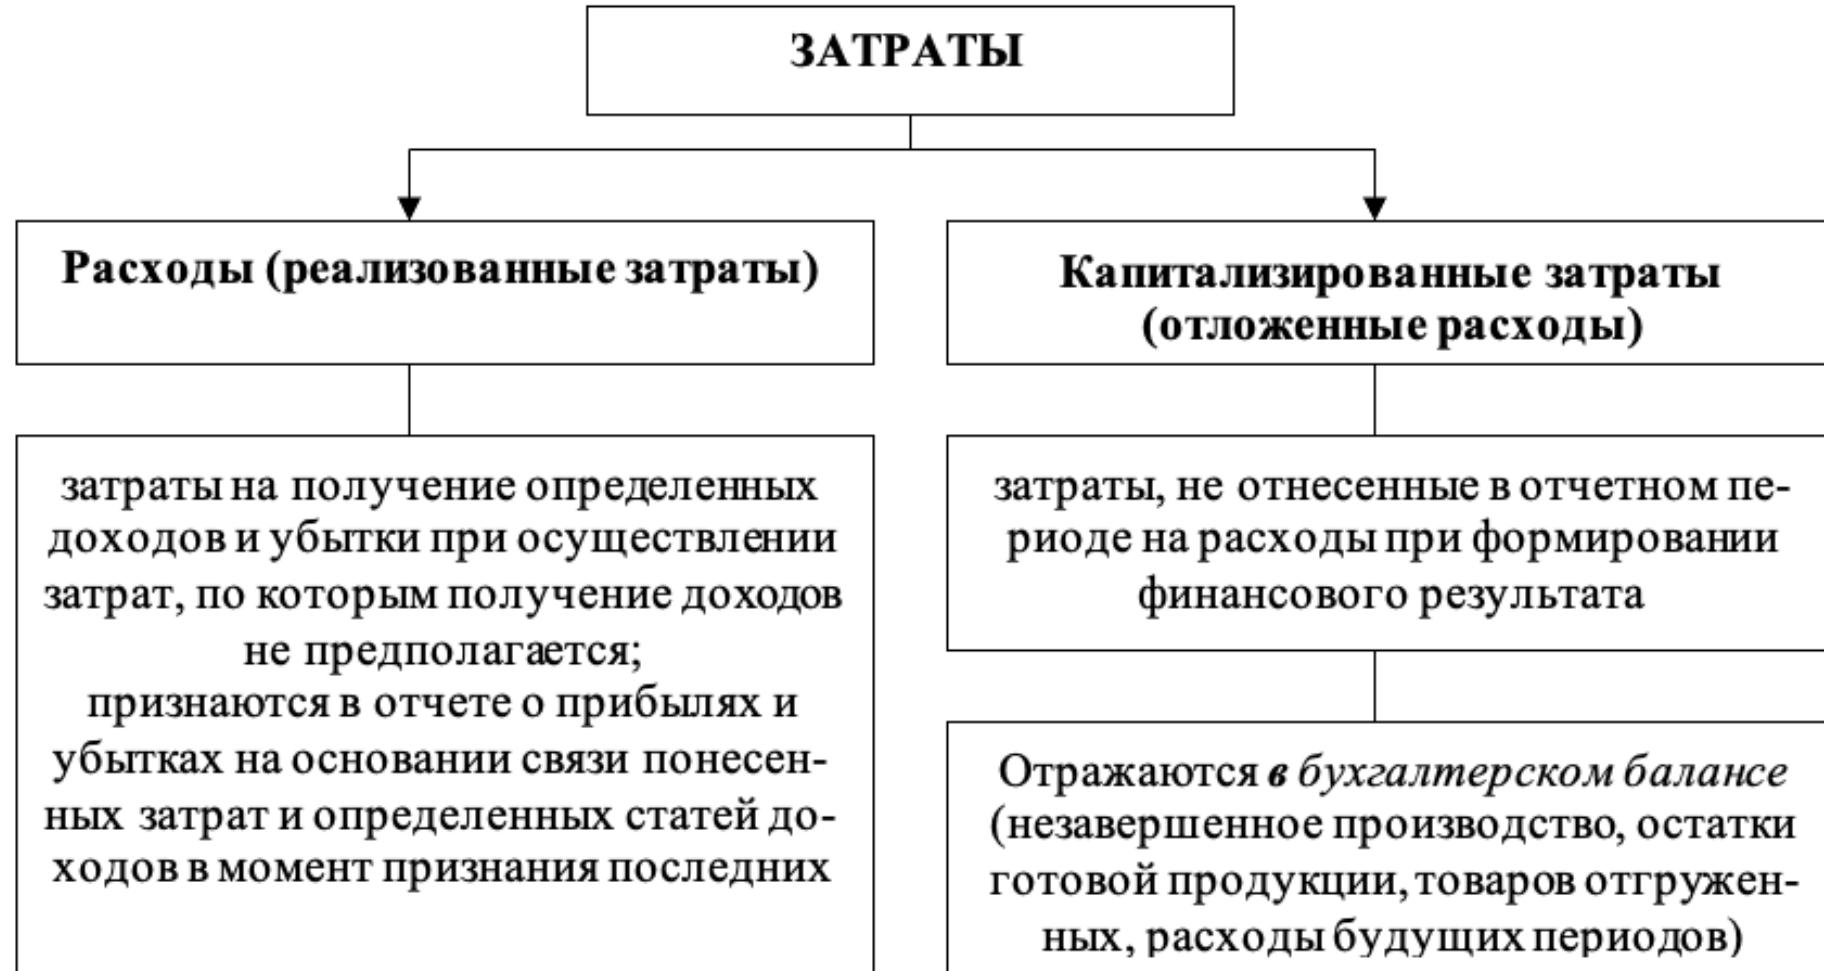 ЗАТРАТЫ
Расходы (реализованные затраты)
затраты на получение определенных
доходов и убытки при осуществлении
затрат, по которым получение доходов
не предполагается;
признаются в отчете о прибылях и
убытках на основании связи понесен-
ных затрат и определенных статей до-
ходов в момент признания последних
Капитализированные затраты
(отложенные расходы)
затраты, не отнесенные в отчетном пе-
риоде на расходы при формировании
финансового результата
Отражаются в бухгалтерском балансе
(незавершенное производство, остатки
готовой продукции, товаров отгружен-
ных, расходы будущих периодов)